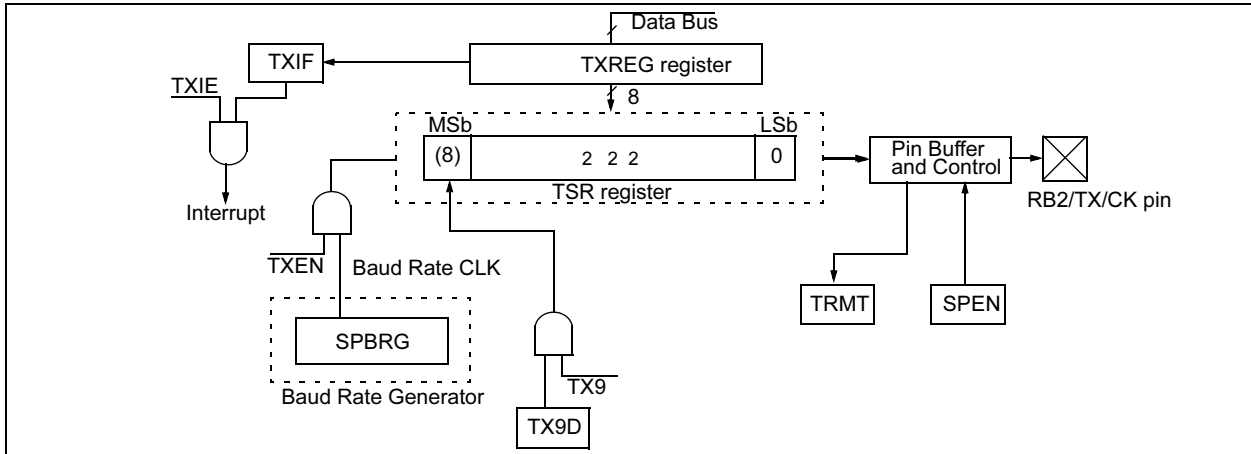 Data Bus
TXIF
TXREG register
TXIE
8
MSb
LSb
(8)
2 2 2
0
Pin Buffer
and Control
TSR register
Interrupt
RB2/TX/CK pin
TXEN
Baud Rate CLK
TRMT
SPEN
SPBRG
TX9
Baud Rate Generator
TX9D